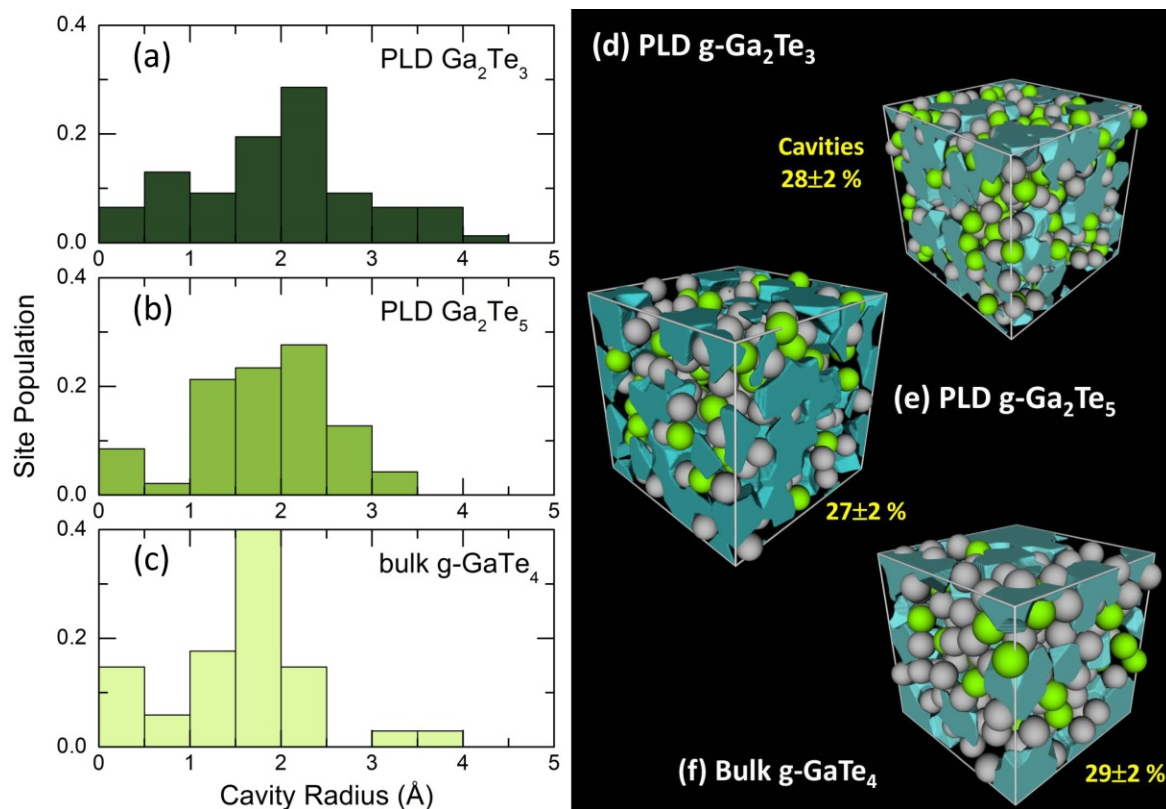 Site Population
0.4
(a)
PLD Ga₂Te₃
0.2
0.0
0 1 2 3 4 5
0.4
(b)
PLD Ga₂Te₅
0.2
0.0
0 1 2 3 4 5
0.4
(c)
bulk g-GaTe₄
0.2
0.0
0 1 2 3 4 5
Cavity Radius (Å)
(d) PLD g-Ga₂Te₃
Cavities
28±2 %
(e) PLD g-Ga₂Te₅
27±2 %
(f) Bulk g-GaTe₄
29±2 %